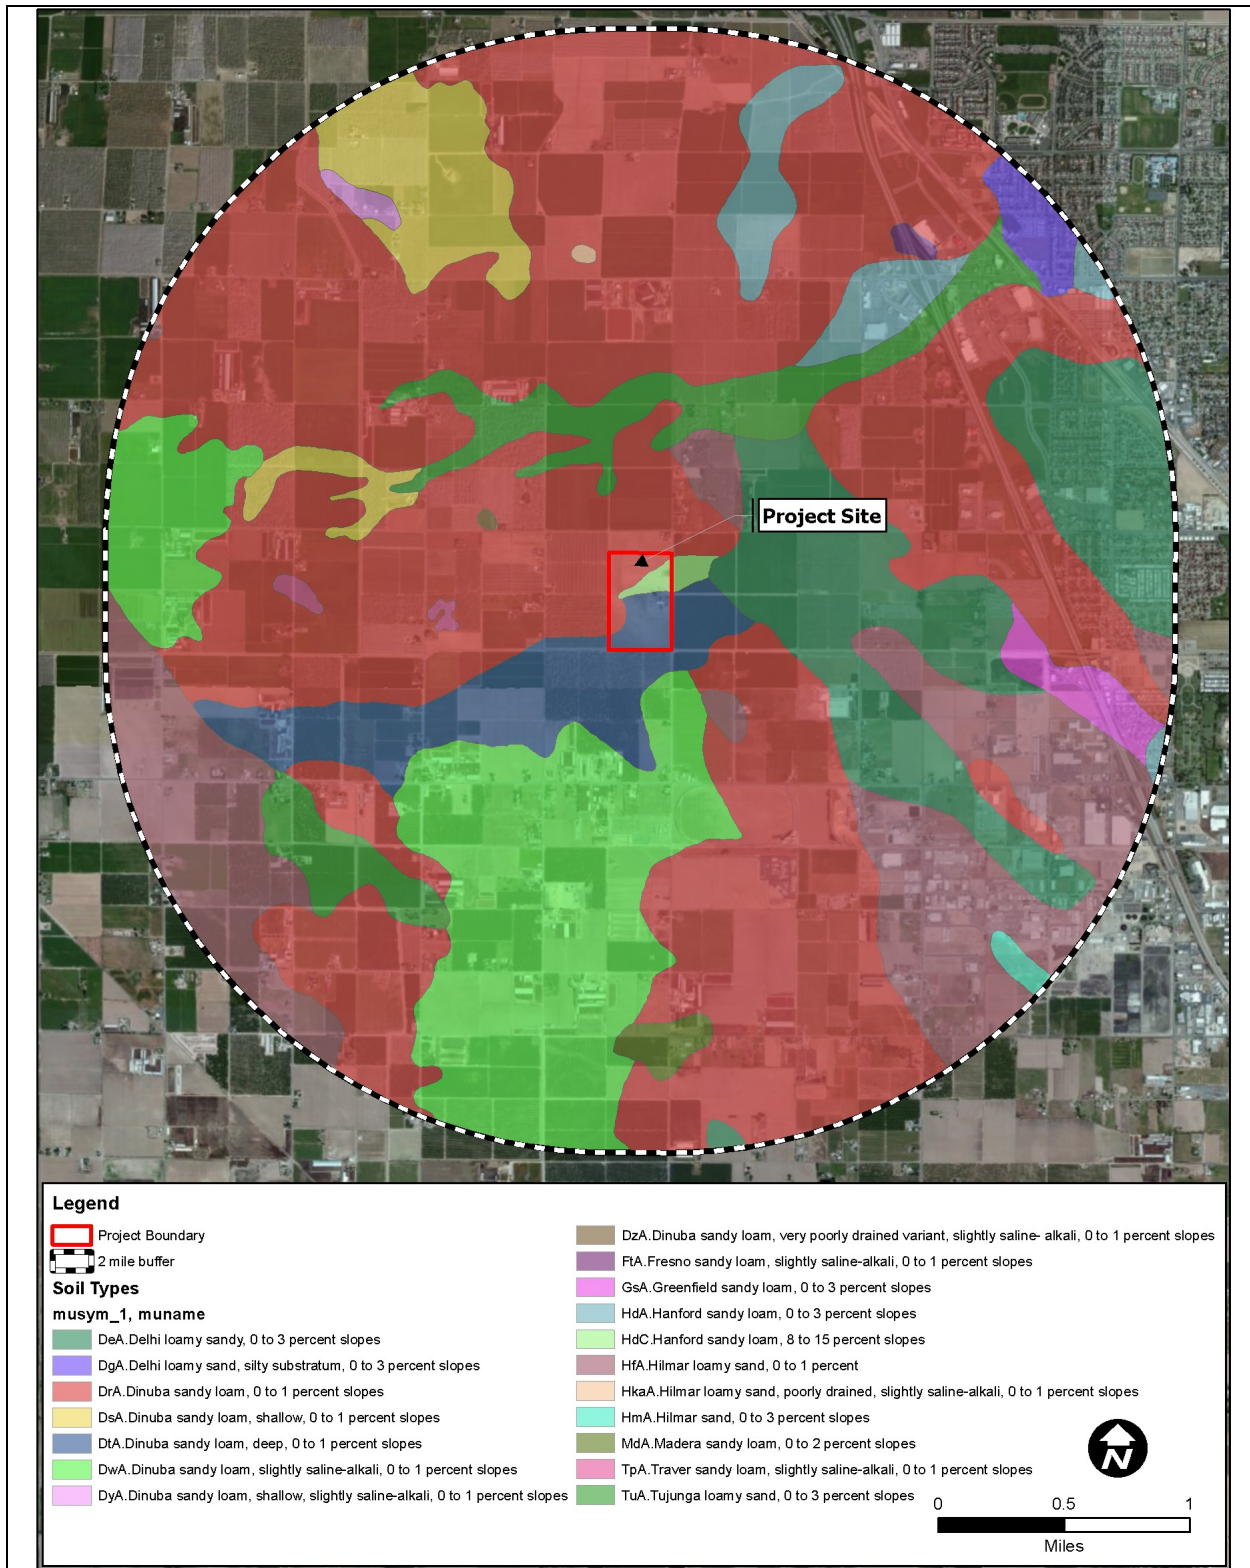 Project Site
Legend
Project Boundary
2 mile buffer
Soil Types
musym_1, muname
DeA.Delhi loamy sandy, 0 to 3 percent slopes
DgA.Delhi loamy sand, silty substratum, 0 to 3 percent slopes
DrA.Dinuba sandy loam, 0 to 1 percent slopes
DsA.Dinuba sandy loam, shallow, 0 to 1 percent slopes
DtA.Dinuba sandy loam, deep, 0 to 1 percent slopes
DwA.Dinuba sandy loam, slightly saline-alkali, 0 to 1 percent slopes
DyA.Dinuba sandy loam, shallow, slightly saline-alkali, 0 to 1 percent slopes
DzA.Dinuba sandy loam, very poorly drained variant, slightly saline- alkali, 0 to 1 percent slopes
FtA.Fresno sandy loam, slightly saline-alkali, 0 to 1 percent slopes
GsA.Greenfield sandy loam, 0 to 3 percent slopes
HdA.Hanford sandy loam, 0 to 3 percent slopes
HdC.Hanford sandy loam, 8 to 15 percent slopes
HfA.Hilmar loamy sand, 0 to 1 percent
HkaA.Hilmar loamy sand, poorly drained, slightly saline-alkali, 0 to 1 percent slopes
HmA.Hilmar sand, 0 to 3 percent slopes
MdA.Madera sandy loam, 0 to 2 percent slopes
TpA.Traver sandy loam, slightly saline-alkali, 0 to 1 percent slopes
TuA.Tujunga loamy sand, 0 to 3 percent slopes
N
0 0.5 1
Miles